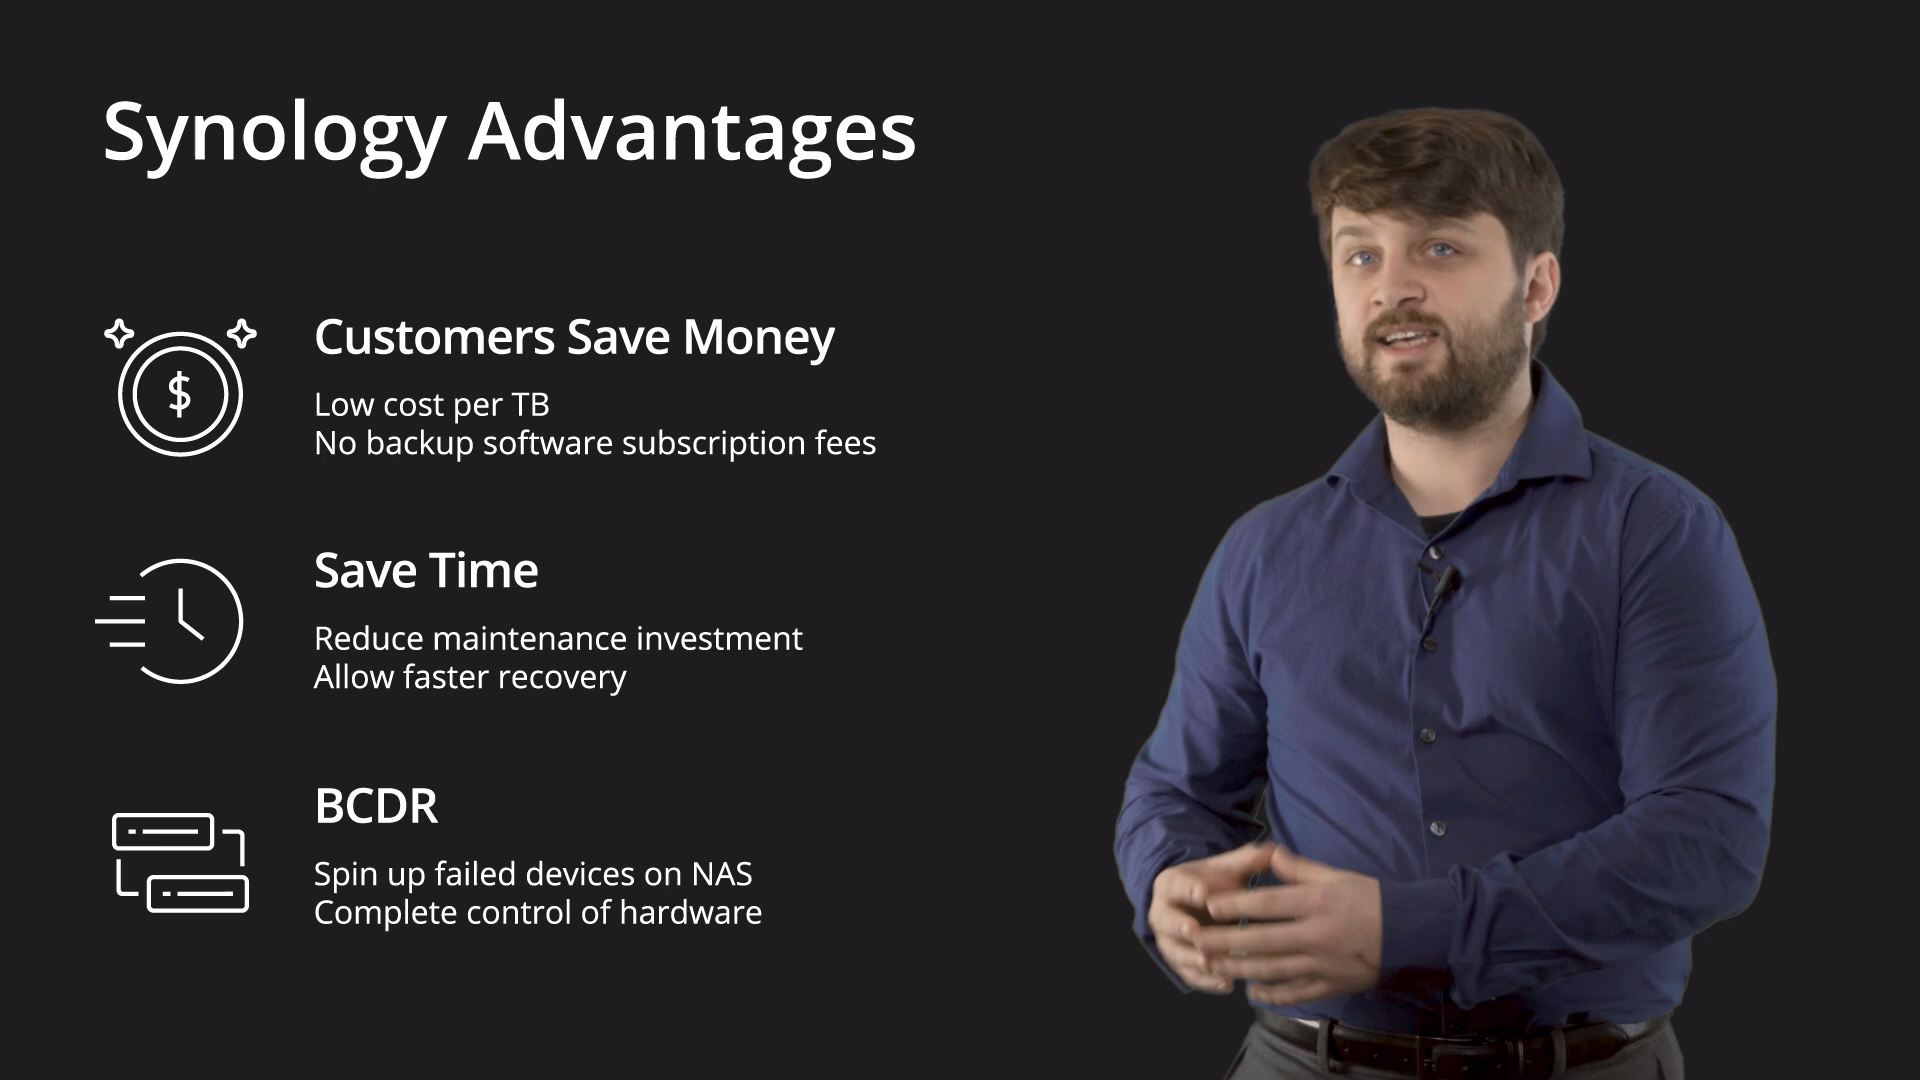 Synology Advantages
Customers Save Money
Low cost per TB
No backup software subscription fees
Save Time
Reduce maintenance investment
Allow faster recovery
BCDR
Spin up failed devices on NAS
Complete control of hardware